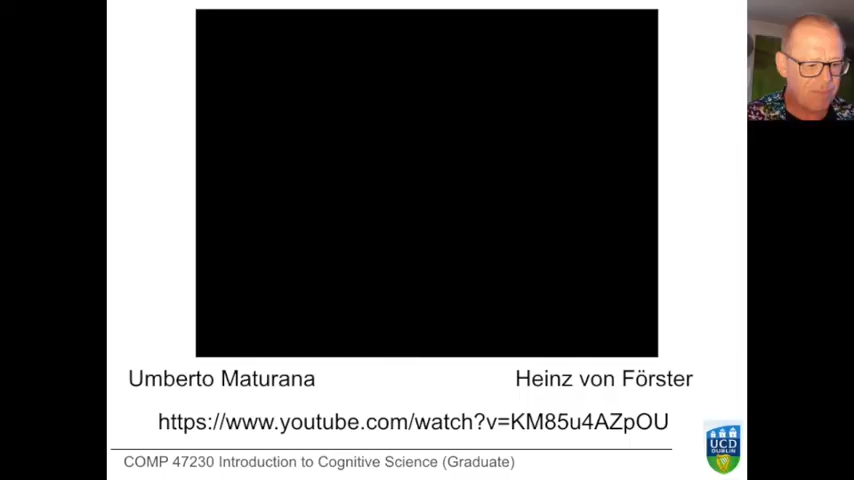 Umberto Maturana
Heinz von Förster
https://www.youtube.com/watch?v=KM85u4AZpOU
COMP 47230 Introduction to Cognitive Science (Graduate)
UCD
DUBLIN